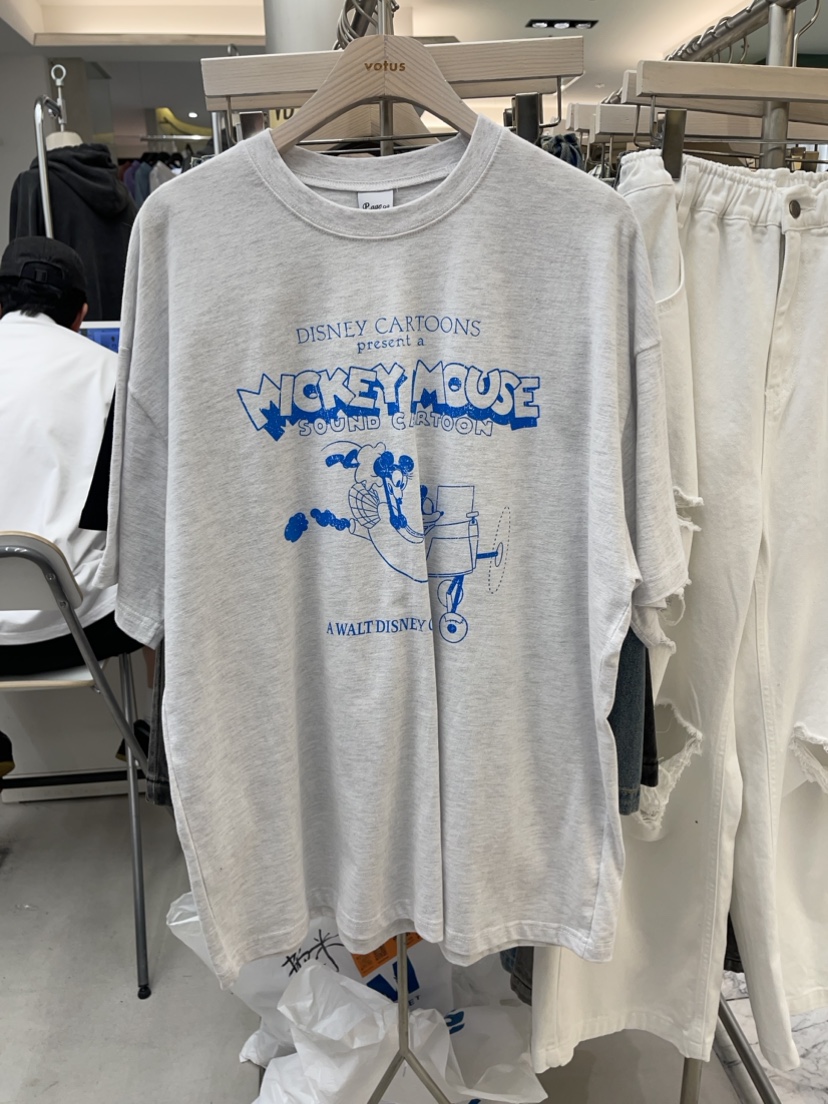 votus
DISNEY CARTOONS
present a
MICKEY MOUSE
SOUND CARTOON
A WALT DISNEY C